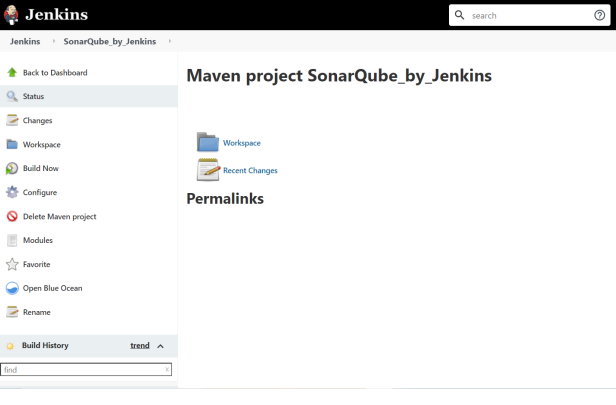 Jenkins
search
Jenkins SonarQube_by_Jenkins
Back to Dashboard
Status
Changes
Workspace
Build Now
Configure
Delete Maven project
Modules
Favorite
Open Blue Ocean
Rename
Build History trend
find x
Maven project SonarQube_by_Jenkins
Workspace
Recent Changes
Permalinks